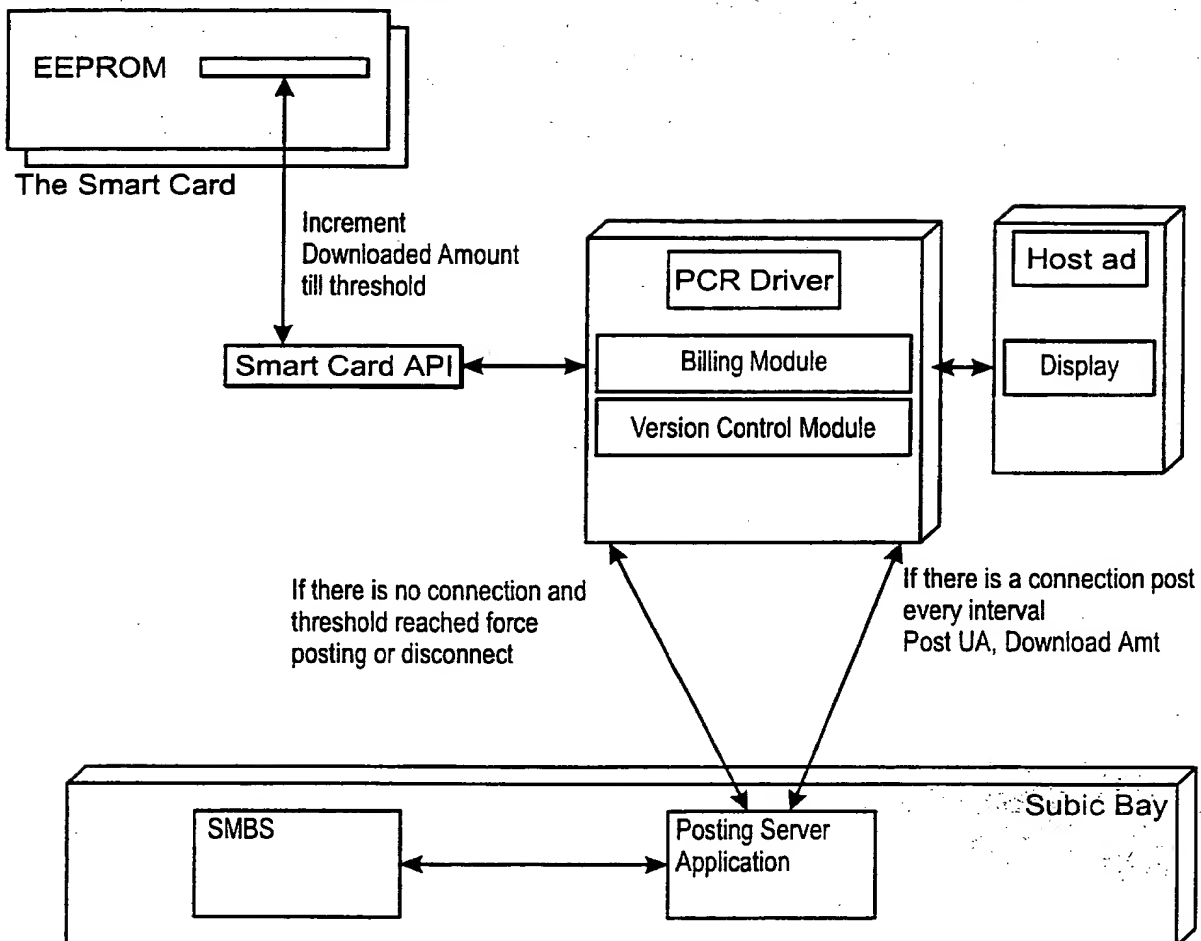 EEPROM
The Smart Card
Increment
Downloaded Amount
till threshold
Smart Card API
PCR Driver
Billing Module
Version Control Module
Host ad
Display
If there is no connection and
threshold reached force
posting or disconnect
If there is a connection post
every interval
Post UA, Download Amt
Subic Bay
SMBS
Posting Server
Application